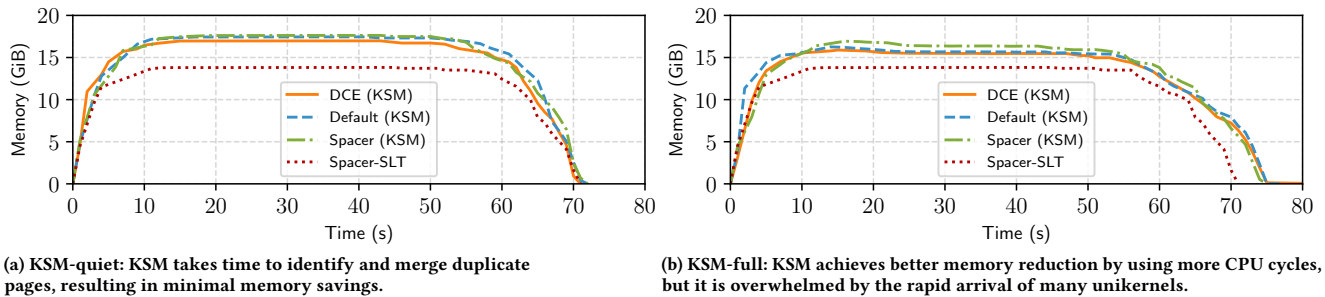 20
15
10
5
0
Memory (GiB)
DCE (KSM)
Default (KSM)
Spacer (KSM)
Spacer-SLT
0 10 20 30 40 50 60 70 80
Time (s)
(a) KSM-quiet: KSM takes time to identify and merge duplicate
pages, resulting in minimal memory savings.
20
15
10
5
0
Memory (GiB)
DCE (KSM)
Default (KSM)
Spacer (KSM)
Spacer-SLT
0 10 20 30 40 50 60 70 80
Time (s)
(b) KSM-full: KSM achieves better memory reduction by using more CPU cycles,
but it is overwhelmed by the rapid arrival of many unikernels.